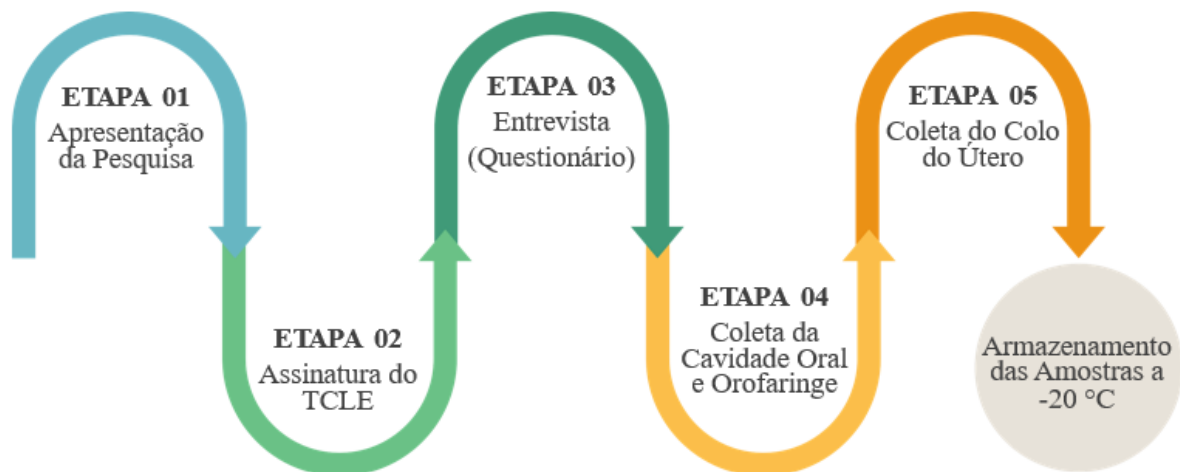 ETAPA 01
Apresentação
da Pesquisa
ETAPA 02
Assinatura do
TCLE
ETAPA 03
Entrevista
(Questionário)
ETAPA 04
Coleta da
Cavidade Oral
e Orofaringe
ETAPA 05
Coleta do Colo
do Útero
Armazenamento
das Amostras a
-20 °C